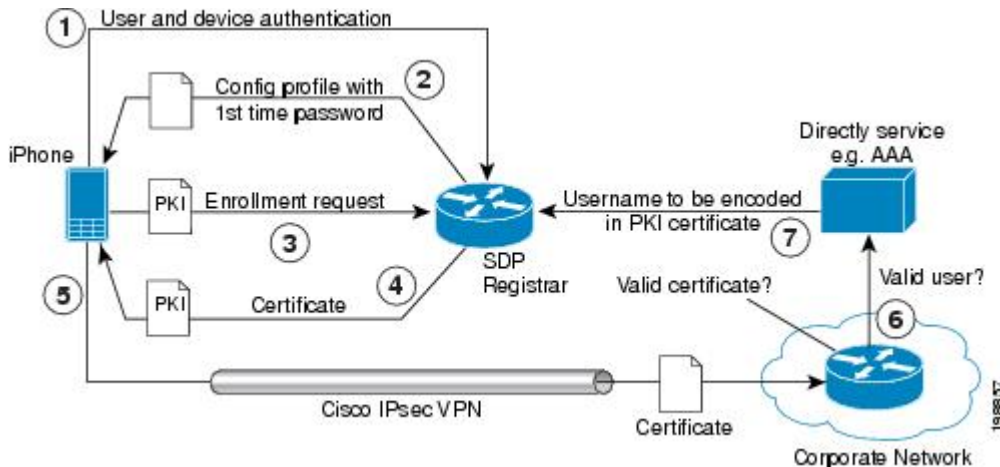 1
User and device authentication
Config profile with
1st time password
2
iPhone
Directly service
e.g. AAA
PKI
Enrollment request
3
Username to be encoded
in PKI certificate
7
SDP
Registrar
4
5
PKI
Certificate
Valid certificate?
Valid user?
6
Cisco IPsec VPN
Certificate
Corporate Network